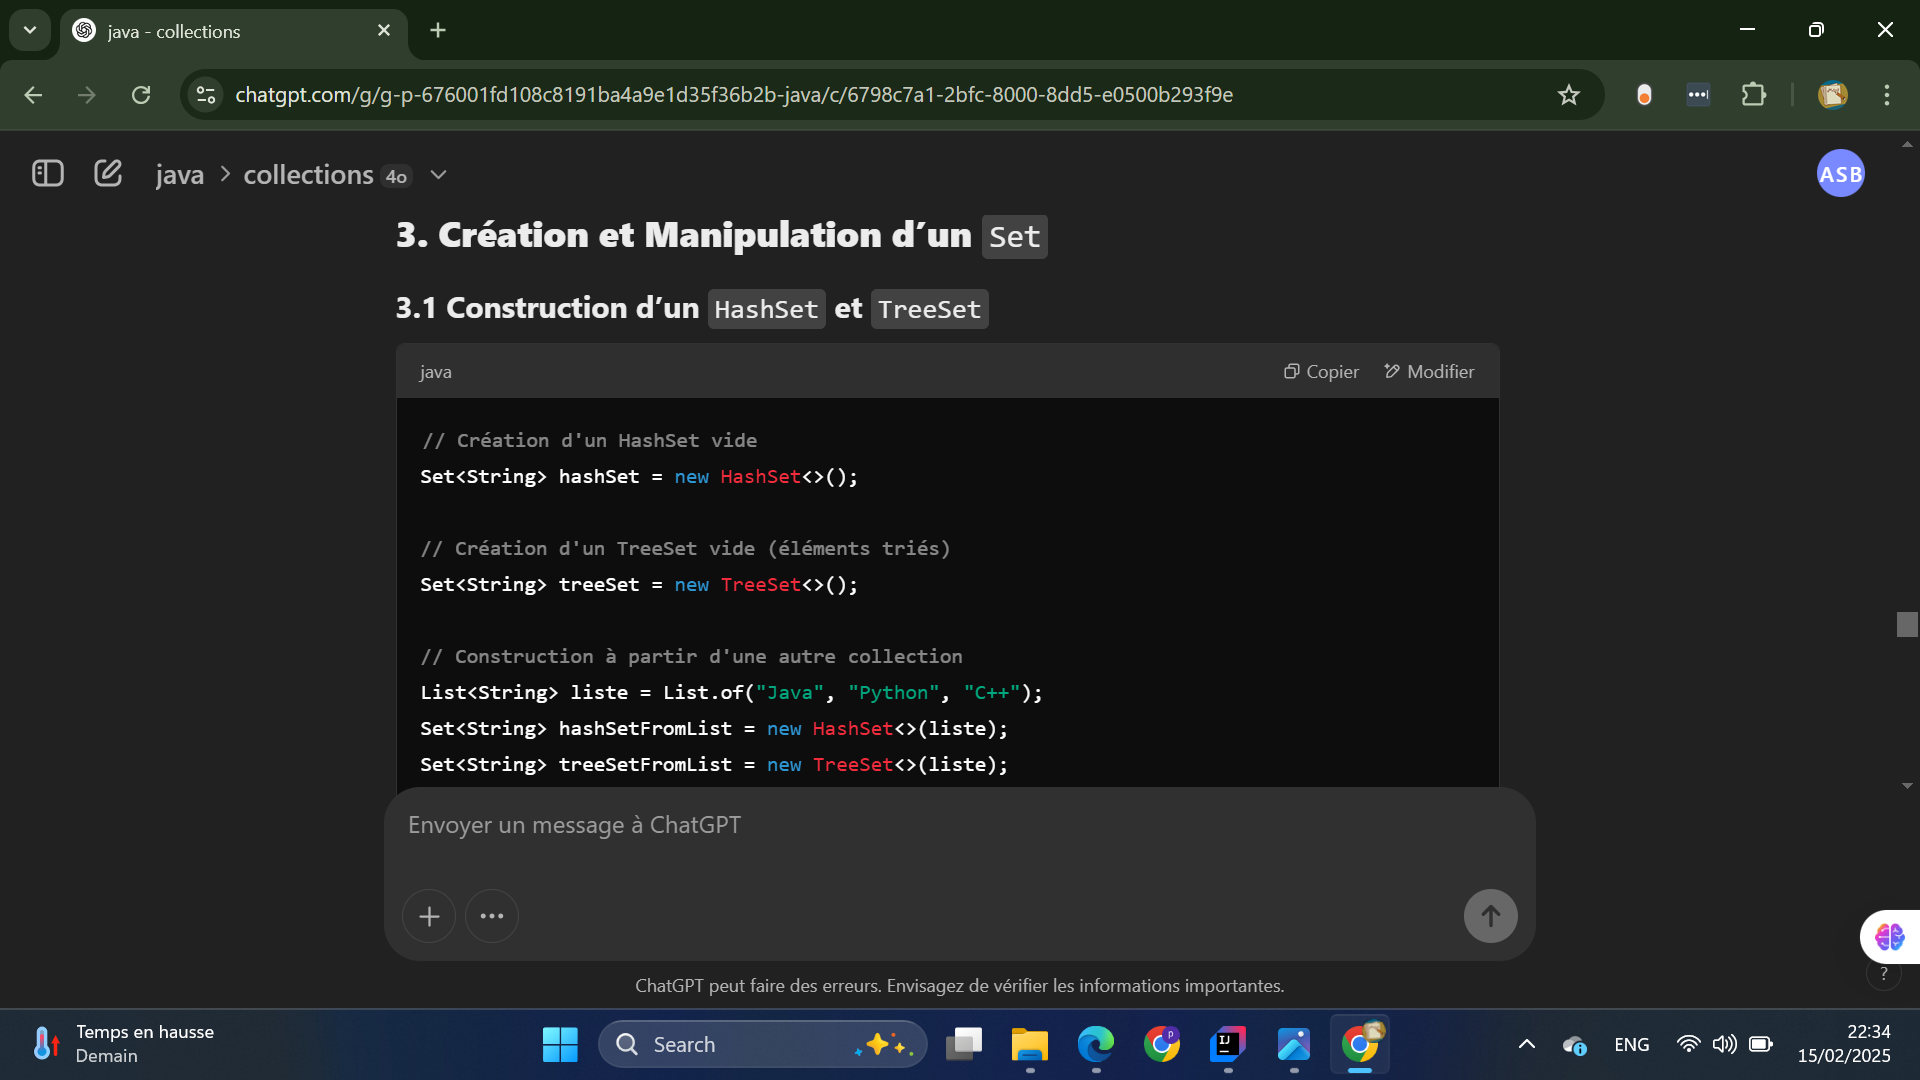 java - collections
chatgpt.com/g/g-p-676001fd108c8191ba4a9e1d35f36b2b-java/c/6798c7a1-2bfc-8000-8dd5-e0500b293f9e
java > collections 4o
ASB
3. Création et Manipulation d’un Set
3.1 Construction d’un HashSet et TreeSet
java
Copier
Modifier
// Création d'un HashSet vide
Set<String> hashSet = new HashSet<>();
// Création d'un TreeSet vide (éléments triés)
Set<String> treeSet = new TreeSet<>();
// Construction à partir d'une autre collection
List<String> liste = List.of("Java", "Python", "C++");
Set<String> hashSetFromList = new HashSet<>(liste);
Set<String> treeSetFromList = new TreeSet<>(liste);
Envoyer un message à ChatGPT
ChatGPT peut faire des erreurs. Envisagez de vérifier les informations importantes.
?
Temps en hausse
Demain
Search
P
IJ
ENG
22:34
15/02/2025